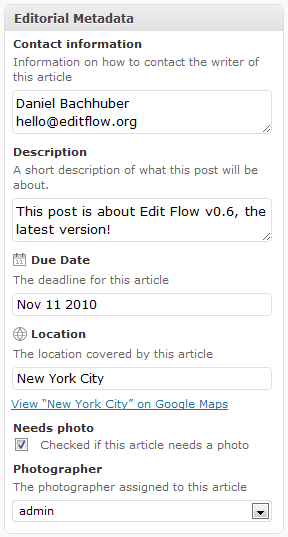 Editorial Metadata
Contact information
Information on how to contact the writer of
this article
Daniel Bachhuber
hello@editflow.org
Description
A short description of what this post will be
about.
This post is about Edit Flow v0.6, the
latest version!
11 Due Date
The deadline for this article
Nov 11 2010
Location
The location covered by this article
New York City
View “New York City” on Google Maps
Needs photo
Checked if this article needs a photo
Photographer
The photographer assigned to this article
admin